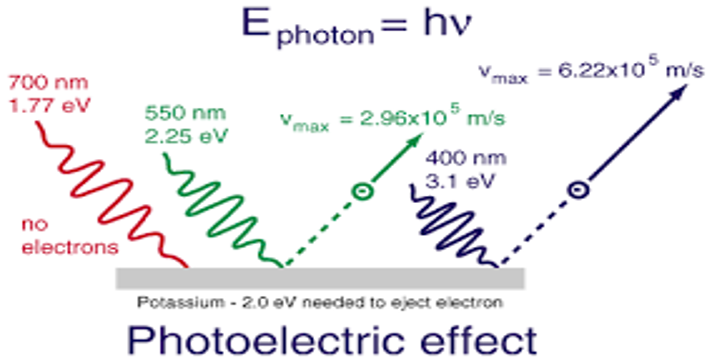 E photon = hν
700 nm
1.77 eV
no
electrons
550 nm
2.25 eV
v max = 2.96x10 5 m/s
400 nm
3.1 eV
v max = 6.22x10 5 m/s
Potassium - 2.0 eV needed to eject electron
Photoelectric effect